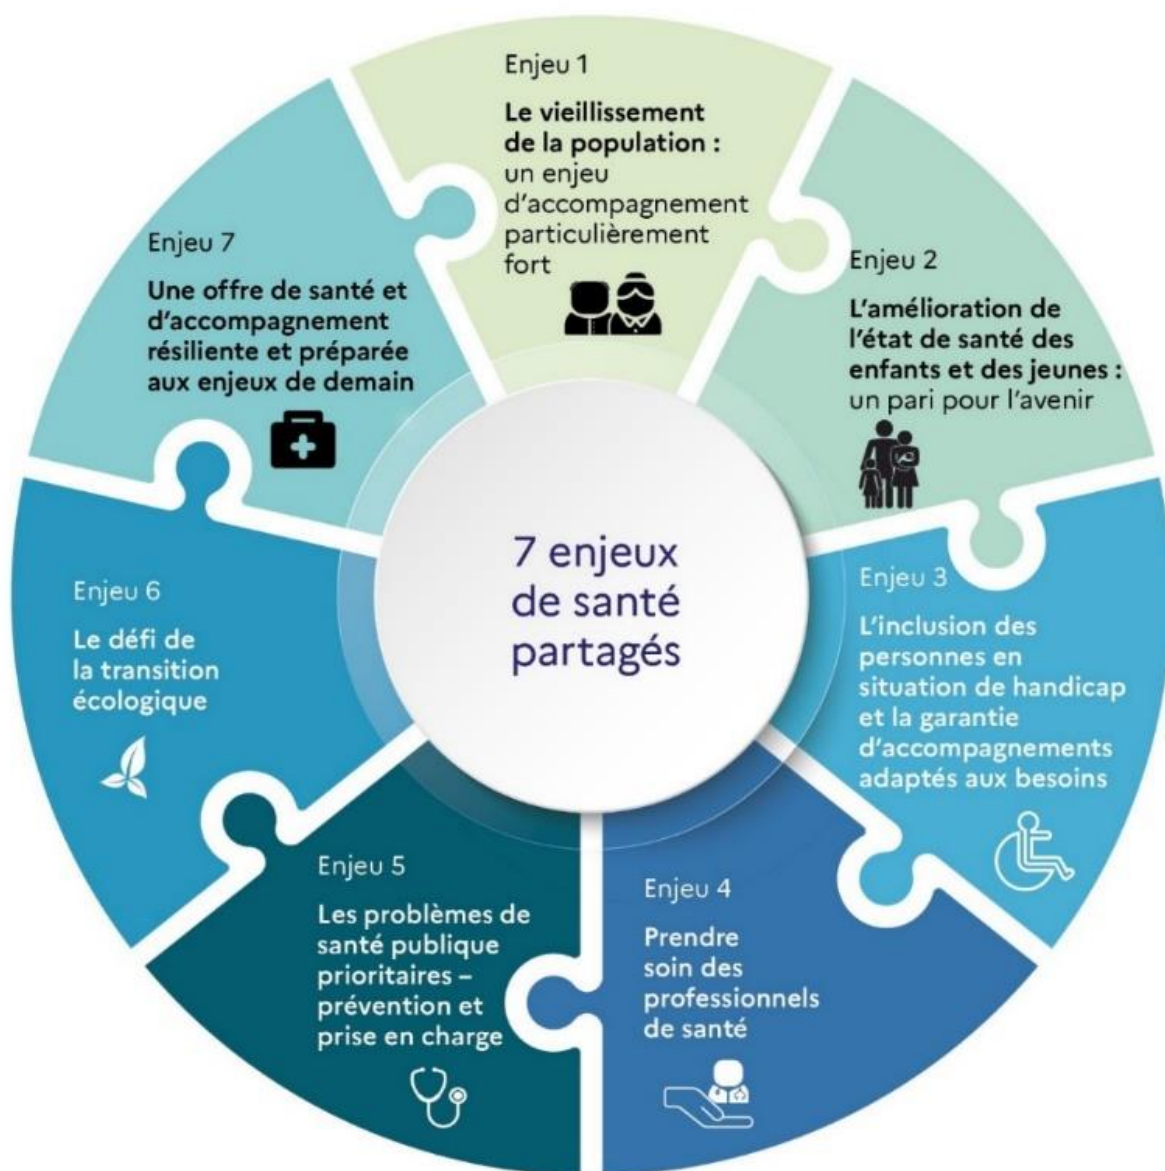 Enjeu 1
Le vieillissement
de la population :
un enjeu
d'accompagnement
particulièrement
fort
Enjeu 2
L'amélioration de
l'état de santé des
enfants et des jeunes :
un pari pour l'avenir
Enjeu 3
L'inclusion des
personnes en
situation de handicap
et la garantie
d'accompagnements
adaptés aux besoins
Enjeu 4
Prendre
soin des
professionnels
de santé
Enjeu 5
Les problèmes de
santé publique
prioritaires –
prévention et
prise en charge
Enjeu 6
Le défi de
la transition
écologique
Enjeu 7
Une offre de santé et
d'accompagnement
résiliente et préparée
aux enjeux de demain
7 enjeux
de santé
partagés